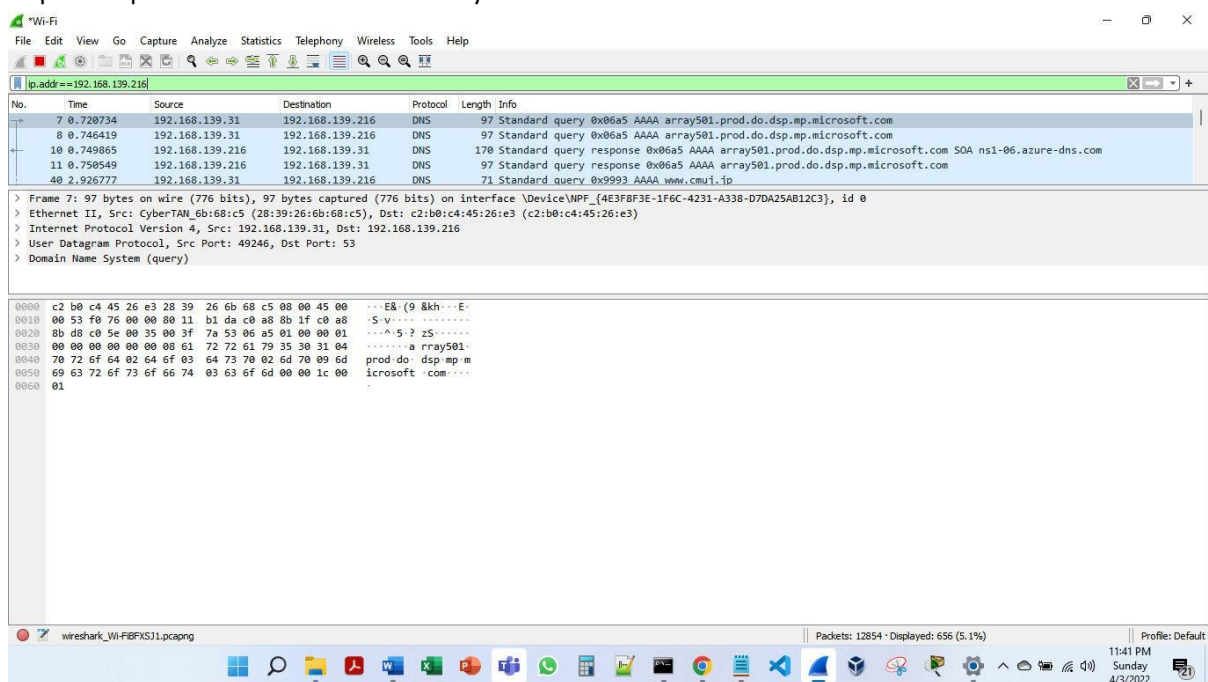 *Wi-Fi
File Edit View Go Capture Analyze Statistics Telephony Wireless Tools Help
ip.addr==192.168.139.216
No. Time Source Destination Protocol Length Info
7 0.720734 192.168.139.31 192.168.139.216 DNS 97 Standard query 0x06a5 AAAA array501.prod.do.dsp.mp.microsoft.com
8 0.746419 192.168.139.31 192.168.139.216 DNS 97 Standard query 0x06a5 AAAA array501.prod.do.dsp.mp.microsoft.com
10 0.749865 192.168.139.216 192.168.139.31 DNS 170 Standard query response 0x06a5 AAAA array501.prod.do.dsp.mp.microsoft.com SOA ns1-06.azure-dns.com
11 0.750549 192.168.139.31 192.168.139.216 DNS 97 Standard query 0x06a5 AAAA array501.prod.do.dsp.mp.microsoft.com
40 2.926777 192.168.139.31 192.168.139.216 DNS 71 Standard query 0x9993 AAAA www.cmuj.jp
> Frame 7: 97 bytes on wire (776 bits), 97 bytes captured (776 bits) on interface \Device\NPF_{4E3F8F3E-1F6C-4231-A338-D7DA25AB12C3}, id 0
> Ethernet II, Src: CyberTAN_6b:68:c5 (28:39:26:6b:68:c5), Dst: c2:b0:c4:45:26:e3 (c2:b0:c4:45:26:e3)
> Internet Protocol Version 4, Src: 192.168.139.31, Dst: 192.168.139.216
> User Datagram Protocol, Src Port: 49246, Dst Port: 53
> Domain Name System (query)
0000 c2 b0 c4 45 26 e3 28 39 26 6b 68 c5 08 00 45 00 ···E&·(9 &kh···E·
0010 00 53 f0 76 00 00 80 11 b1 da c0 a8 8b 1f c0 a8 ·S·v···· ········
0020 8b d8 c0 5e 00 35 00 3f 7a 53 06 a5 01 00 00 01 ···^·5·? zS······
0030 00 00 00 00 00 00 08 61 72 72 61 79 35 30 31 04 ·······a rray501·
0040 70 72 6f 64 02 64 6f 03 64 73 70 02 6d 70 09 6d prod·do· dsp·mp·m
0050 69 63 72 6f 73 6f 66 74 03 63 6f 6d 00 00 1c 00 icrosoft ·com····
0060 01 ·
wireshark_Wi-FiBFXSJ1.pcapng Packets: 12854 · Displayed: 656 (5.1%) Profile: Default
11:41 PM
Sunday
4/3/2022
21